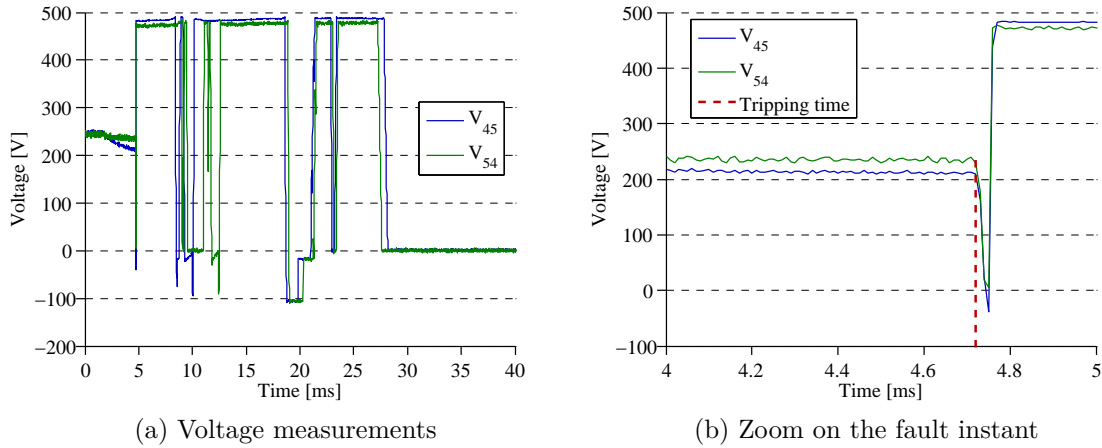 500
400
300
200
100
0
−100
−200
Voltage [V]
0 5 10 15 20 25 30 35 40
Time [ms]
V45
V54
(a) Voltage measurements
500
400
300
200
100
0
−100
Voltage [V]
4 4.2 4.4 4.6 4.8 5
Time [ms]
V45
V54
Tripping time
(b) Zoom on the fault instant